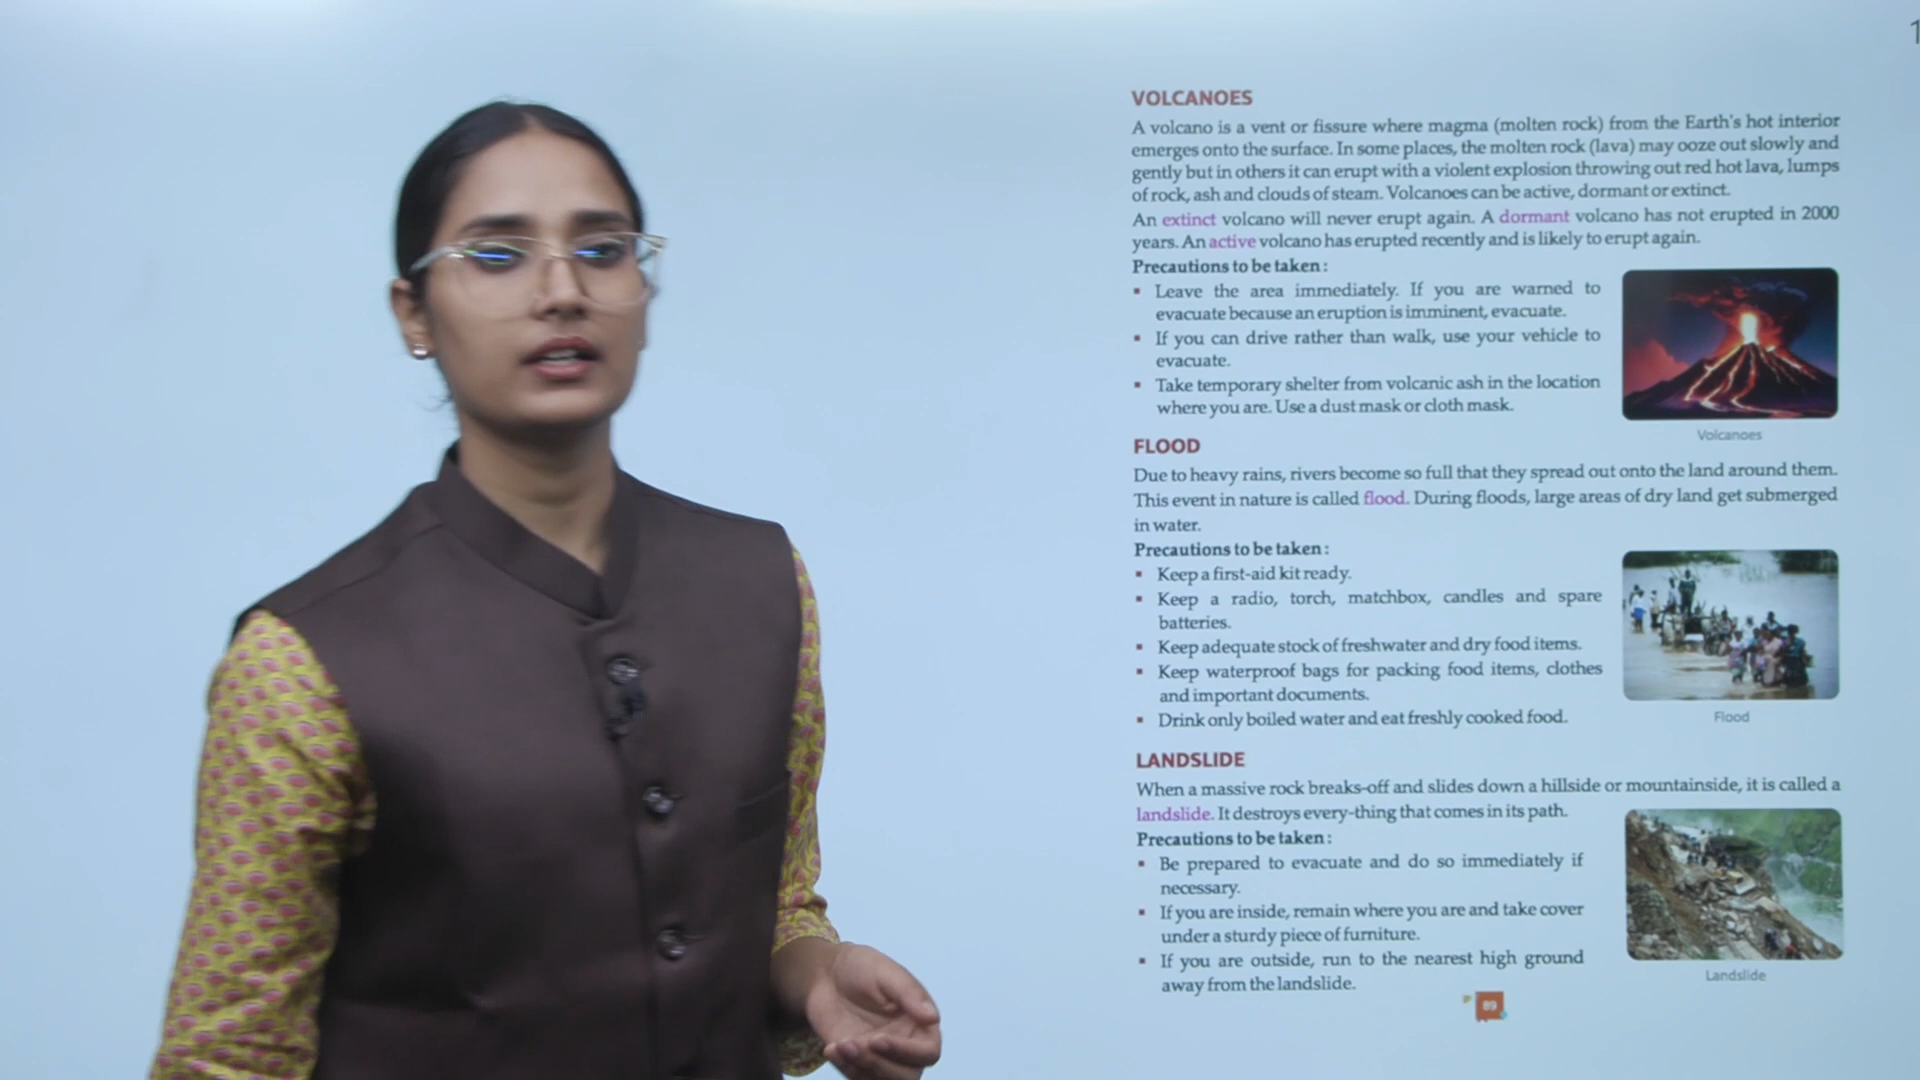 1
VOLCANOES
A volcano is a vent or fissure where magma (molten rock) from the Earth's hot interior
emerges onto the surface. In some places, the molten rock (lava) may ooze out slowly and
gently but in others it can erupt with a violent explosion throwing out red hot lava, lumps
of rock, ash and clouds of steam. Volcanoes can be active, dormant or extinct.
An extinct volcano will never erupt again. A dormant volcano has not erupted in 2000
years. An active volcano has erupted recently and is likely to erupt again.
Precautions to be taken :
▪ Leave the area immediately. If you are warned to
evacuate because an eruption is imminent, evacuate.
▪ If you can drive rather than walk, use your vehicle to
evacuate.
▪ Take temporary shelter from volcanic ash in the location
where you are. Use a dust mask or cloth mask.
Volcanoes
FLOOD
Due to heavy rains, rivers become so full that they spread out onto the land around them.
This event in nature is called flood. During floods, large areas of dry land get submerged
in water.
Precautions to be taken :
▪ Keep a first-aid kit ready.
▪ Keep a radio, torch, matchbox, candles and spare
batteries.
▪ Keep adequate stock of freshwater and dry food items.
▪ Keep waterproof bags for packing food items, clothes
and important documents.
▪ Drink only boiled water and eat freshly cooked food.
Flood
LANDSLIDE
When a massive rock breaks-off and slides down a hillside or mountainside, it is called a
landslide. It destroys every-thing that comes in its path.
Precautions to be taken :
▪ Be prepared to evacuate and do so immediately if
necessary.
▪ If you are inside, remain where you are and take cover
under a sturdy piece of furniture.
▪ If you are outside, run to the nearest high ground
away from the landslide.
Landslide
89